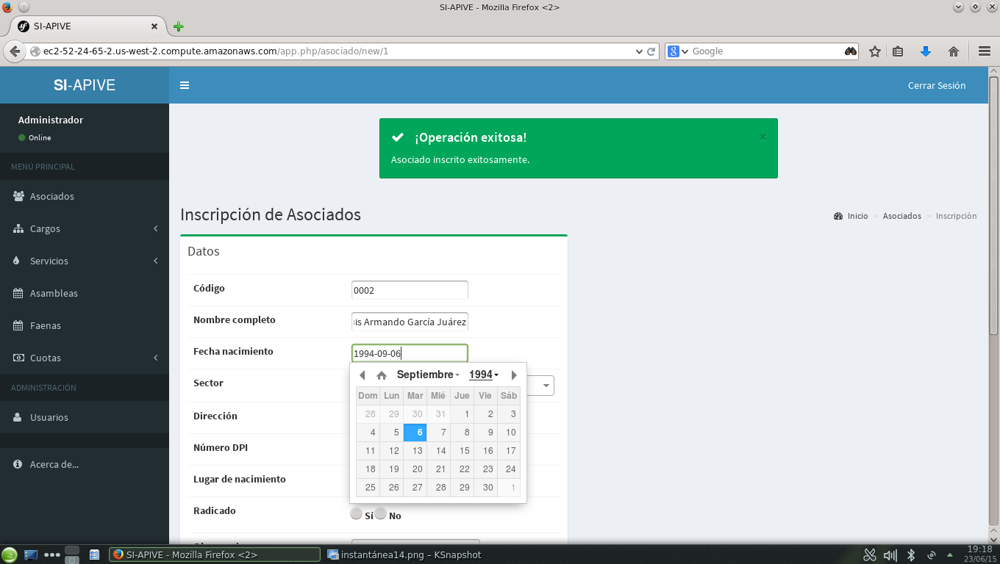 SI-APIVE - Mozilla Firefox <2>
SI-APIVE
ec2-52-24-65-2.us-west-2.compute.amazonaws.com/app.php/asociado/new/1
Google
SI-APIVE
Cerrar Sesión
Administrador
Online
MENÚ PRINCIPAL
Asociados
Cargos
Servicios
Asambleas
Faenas
Cuotas
ADMINISTRACIÓN
Usuarios
Acerca de...
¡Operación exitosa!
×
Asociado inscrito exitosamente.
Inscripción de Asociados
Inicio > Asociados > Inscripción
Datos
Código 0002
Nombre completo is Armando García Juárez
Fecha nacimiento 1994-09-06
Sector
Dirección
Número DPI
Lugar de nacimiento
Radicado Sí No
Septiembre 1994
Dom Lun Mar Mié Jue Vie Sáb
28 29 30 31 1 2 3
4 5 6 7 8 9 10
11 12 13 14 15 16 17
18 19 20 21 22 23 24
25 26 27 28 29 30 1
SI-APIVE - Mozilla Firefox <2>
instantánea14.png – KSnapshot
19:18
23/06/15